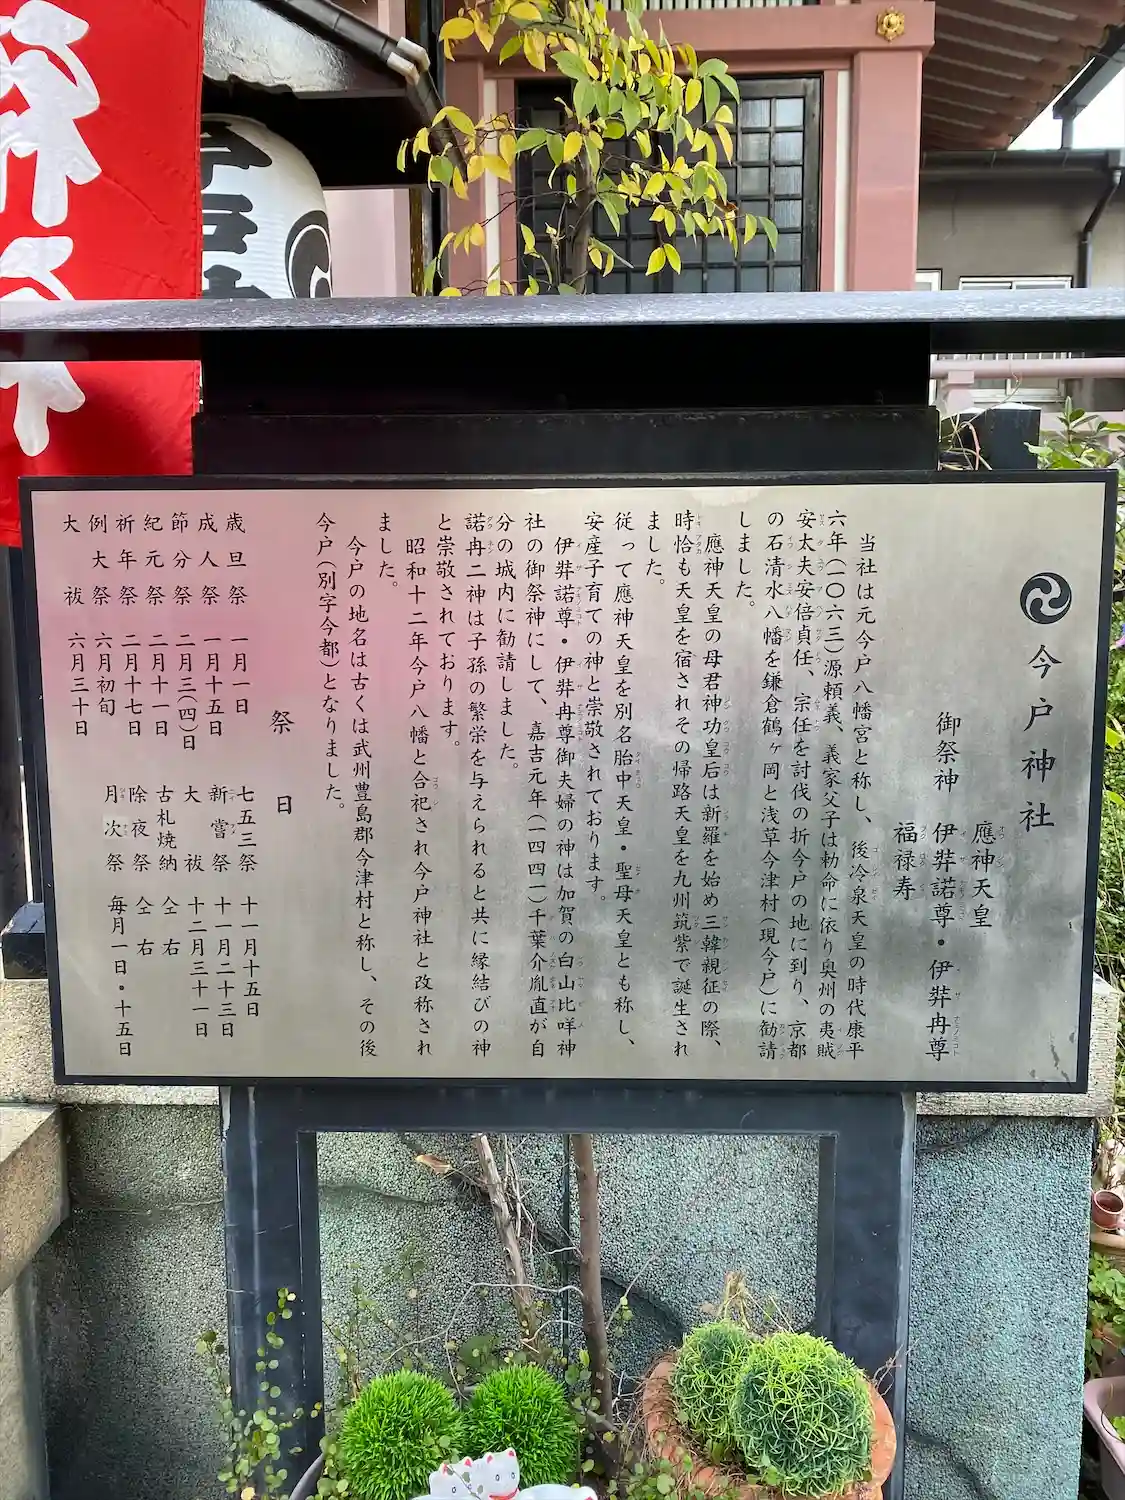 今戸神社
御祭神
應神天皇
伊弉諾尊・伊弉冉尊
福禄寿
当社は元今戸八幡宮と称し、後冷泉天皇の時代康平
六年(一〇六三)源頼義、義家父子は勅命に依り奥州の夷賊
安太夫安倍貞任、宗任を討伐の折今戸の地に到り、京都
の石清水八幡を鎌倉鶴ヶ岡と浅草今津村(現今戸)に勧請
しました。
應神天皇の母君神功皇后は新羅を始め三韓親征の際、
時恰も天皇を宿されその帰路天皇を九州筑紫で誕生され
ました。
従って應神天皇を別名胎中天皇・聖母天皇とも称し、
安産子育ての神と崇敬されております。
伊弉諾尊・伊弉冉尊御夫婦の神は加賀の白山比咩神
社の御祭神にして、嘉吉元年(一四四一)千葉介胤直が自
分の城内に勧請しました。
諾冉二神は子孫の繁栄を与えられると共に縁結びの神
と崇敬されております。
昭和十二年今戸八幡と合祀され今戸神社と改称され
ました。
今戸の地名は古くは武州豊島郡今津村と称し、その後
今戸(別字今都)となりました。
祭日
歳旦祭 一月一日
成人祭 一月十五日
節分祭 二月三(四)日
紀元祭 二月十一日
祈年祭 二月十七日
例大祭 六月初旬
大祓 六月三十日
七五三祭 十一月十五日
新嘗祭 十一月二十三日
大祓 十二月三十一日
古札焼納 仝右
除夜祭 仝右
月次祭 毎月一日・十五日